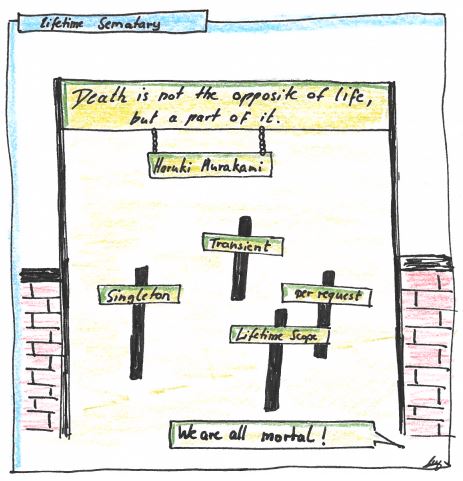 Lifetime Sematary
Death is not the opposite of life,
but a part of it.
Haruki Murakami
Transient
Singleton
per request
Lifetime Scope
We are all mortal!